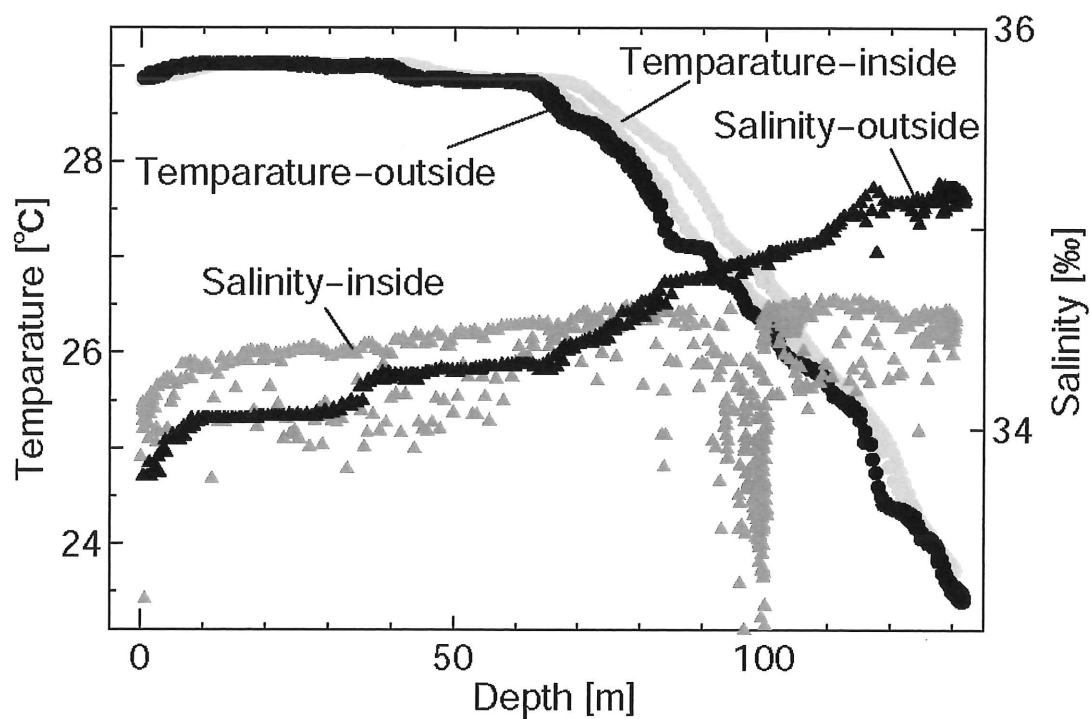 36
Temparature–inside
Salinity–outside
28
Temparature–outside
Temparature [°C]
Salinity [‰]
Salinity–inside
26
34
24
0
50
100
Depth [m]